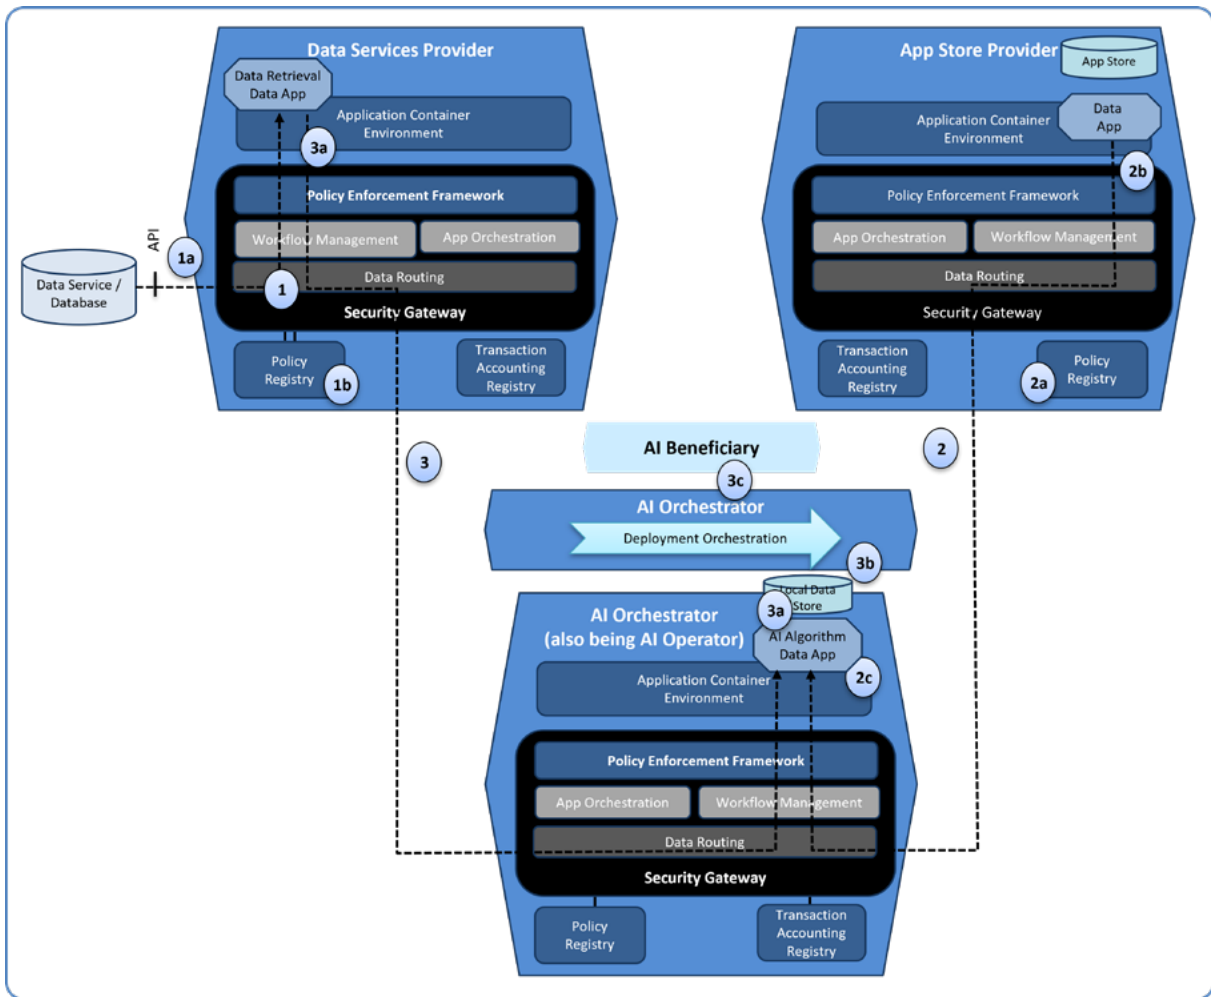 Data Services Provider
Data Retrieval
Data App
Application Container
Environment
3a
Policy Enforcement Framework
Workflow Management
App Orchestration
API
1a
Data Service /
Database
1
Data Routing
Security Gateway
Policy
Registry
1b
Transaction
Accounting
Registry
App Store Provider
App Store
Application Container
Environment
Data
App
2b
Policy Enforcement Framework
App Orchestration
Workflow Management
Data Routing
Security Gateway
Transaction
Accounting
Registry
2a
Policy
Registry
3
2
AI Beneficiary
3c
AI Orchestrator
Deployment Orchestration
3b
AI Orchestrator
(also being AI Operator)
Local Data
Store
3a
AI Algorithm
Data App
2c
Application Container
Environment
Policy Enforcement Framework
App Orchestration
Workflow Management
Data Routing
Security Gateway
Policy
Registry
Transaction
Accounting
Registry